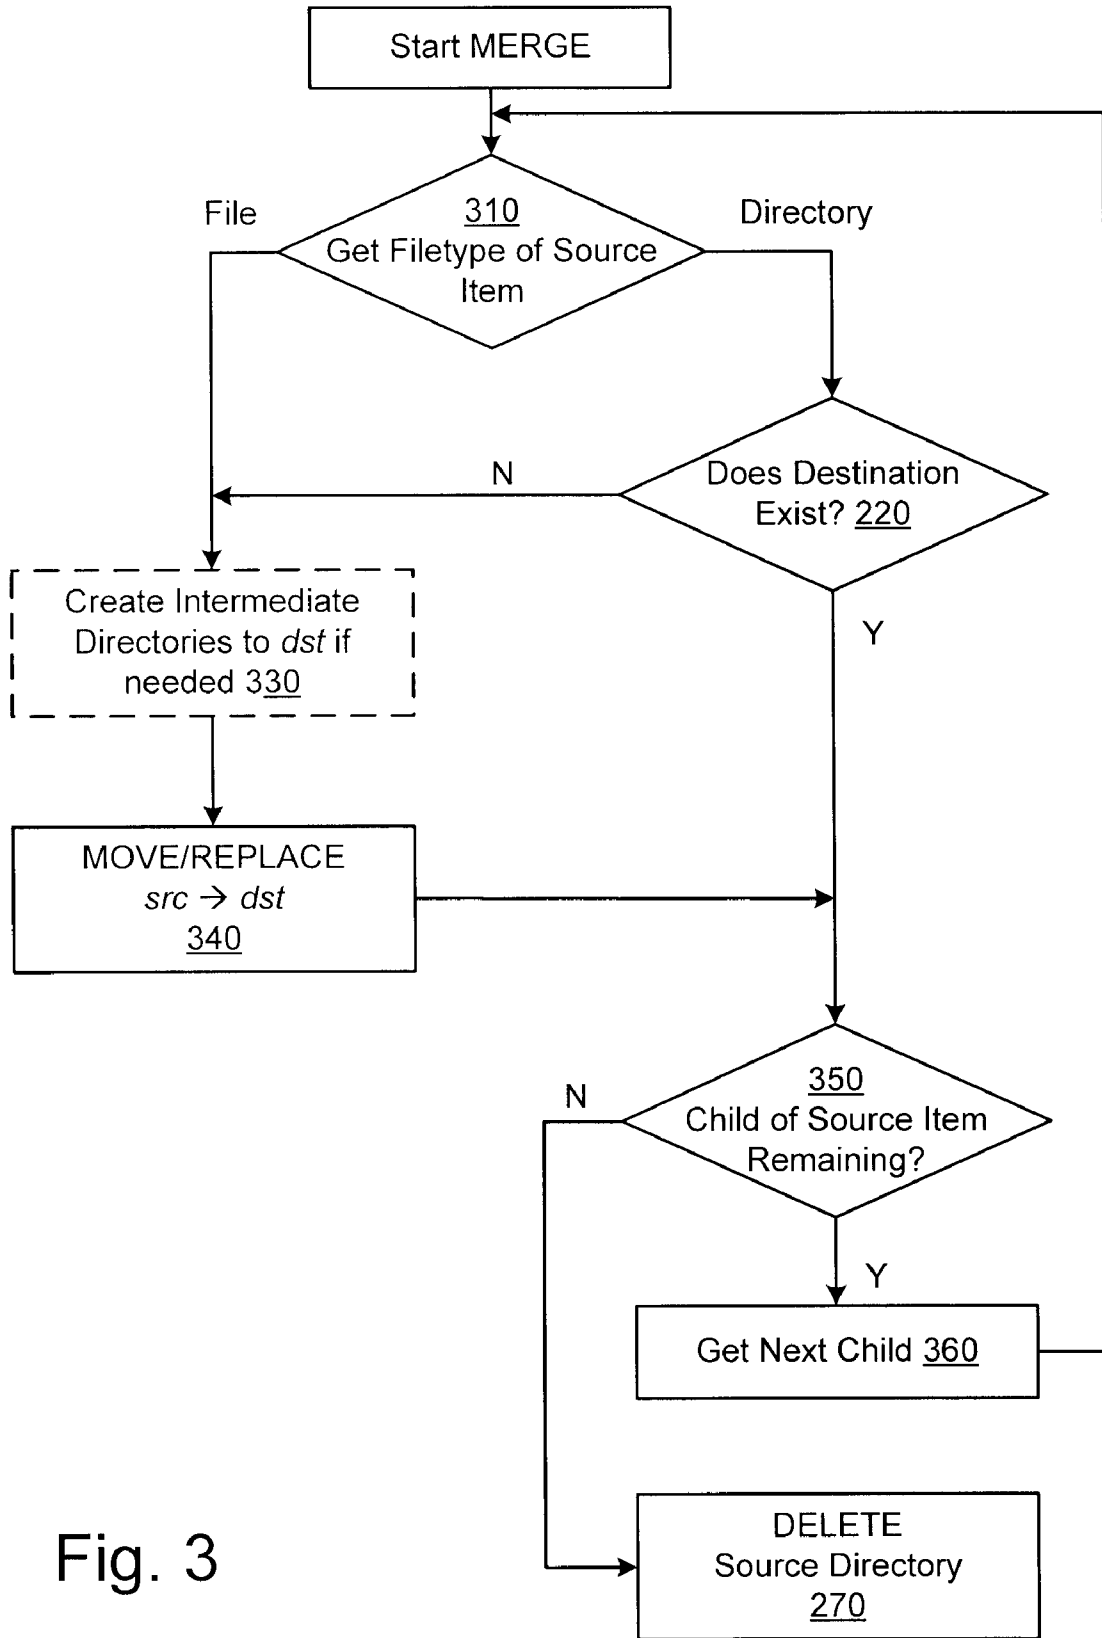 Start MERGE
File
310
Directory
Get Filetype of Source
Item
N
Does Destination
Exist? 220
Y
Create Intermediate
Directories to dst if
needed 330
MOVE/REPLACE
src → dst
340
N
350
Child of Source Item
Remaining?
Y
Get Next Child 360
DELETE
Source Directory
270
Fig. 3